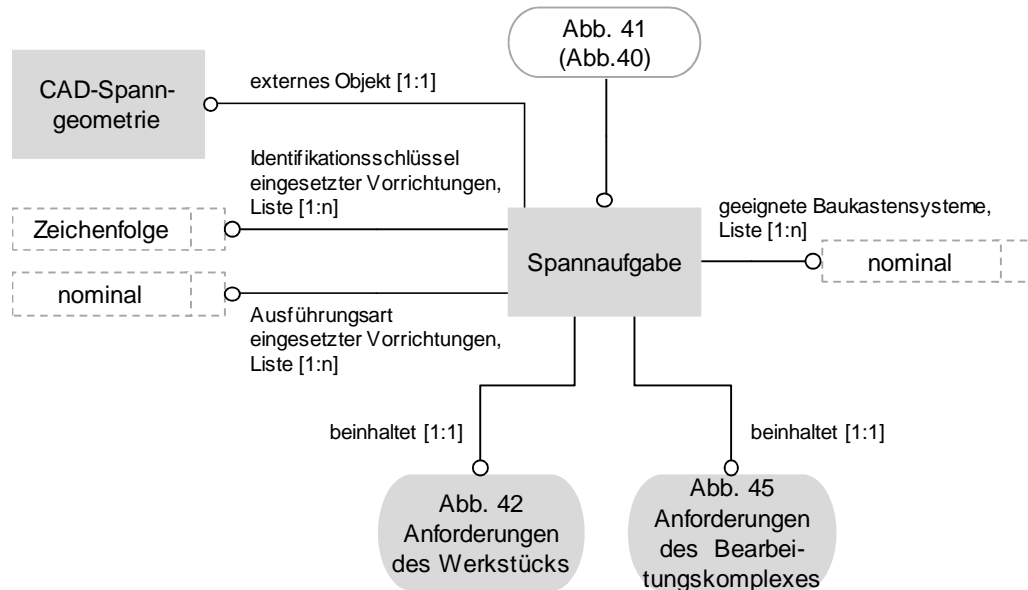 Abb. 41
(Abb.40)
CAD-Spann-
geometrie
externes Objekt [1:1]
Identifikationsschlüssel
eingesetzter Vorrichtungen,
Liste [1:n]
Zeichenfolge
nominal
Ausführungsart
eingesetzter Vorrichtungen,
Liste [1:n]
Spannaufgabe
geeignete Baukastensysteme,
Liste [1:n]
nominal
beinhaltet [1:1]
beinhaltet [1:1]
Abb. 42
Anforderungen
des Werkstücks
Abb. 45
Anforderungen
des Bearbei-
tungskomplexes